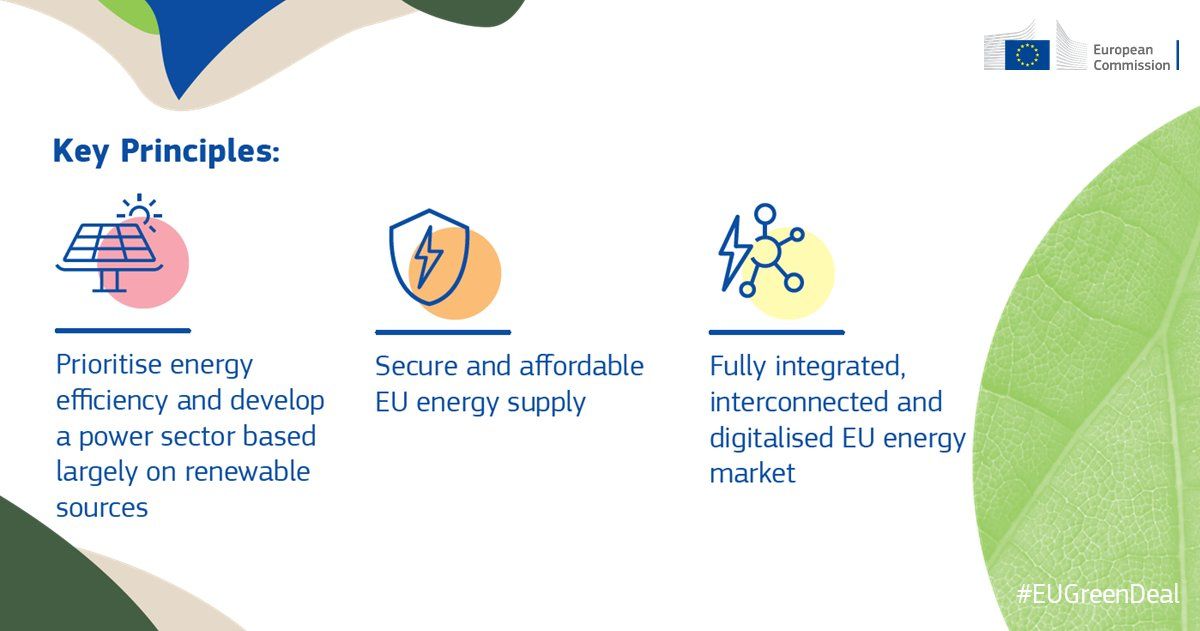 European
Commission
Key Principles:
Prioritise energy
efficiency and develop
a power sector based
largely on renewable
sources
Secure and affordable
EU energy supply
Fully integrated,
interconnected and
digitalised EU energy
market
#EUGreenDeal